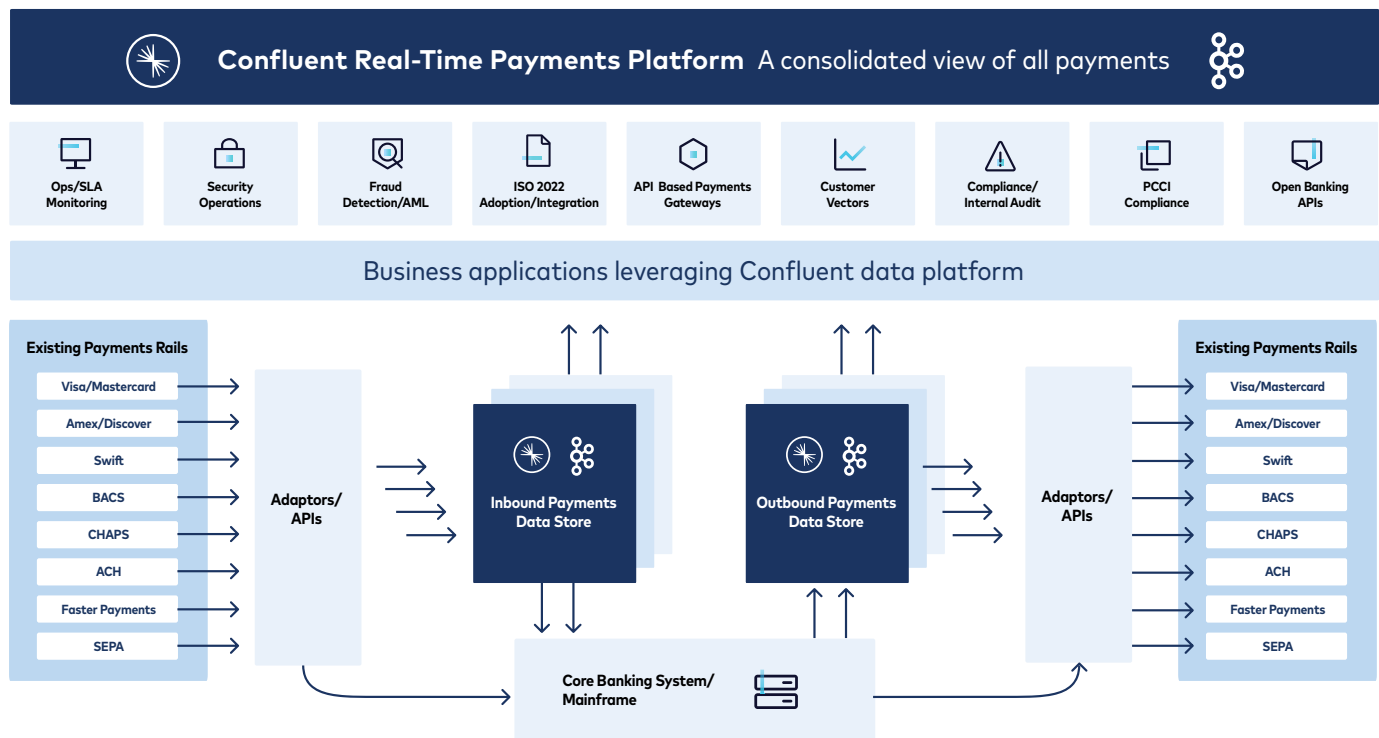 Confluent Real-Time Payments Platform A consolidated view of all payments
Ops/SLA
Monitoring
Security
Operations
Fraud
Detection/AML
ISO 2022
Adoption/Integration
API Based Payments
Gateways
Customer
Vectors
Compliance/
Internal Audit
PCCI
Compliance
Open Banking
APIs
Business applications leveraging Confluent data platform
Existing Payments Rails
Visa/Mastercard
Amex/Discover
Swift
BACS
CHAPS
ACH
Faster Payments
SEPA
Adaptors/
APIs
Inbound Payments
Data Store
Outbound Payments
Data Store
Core Banking System/
Mainframe
Adaptors/
APIs
Existing Payments Rails
Visa/Mastercard
Amex/Discover
Swift
BACS
CHAPS
ACH
Faster Payments
SEPA